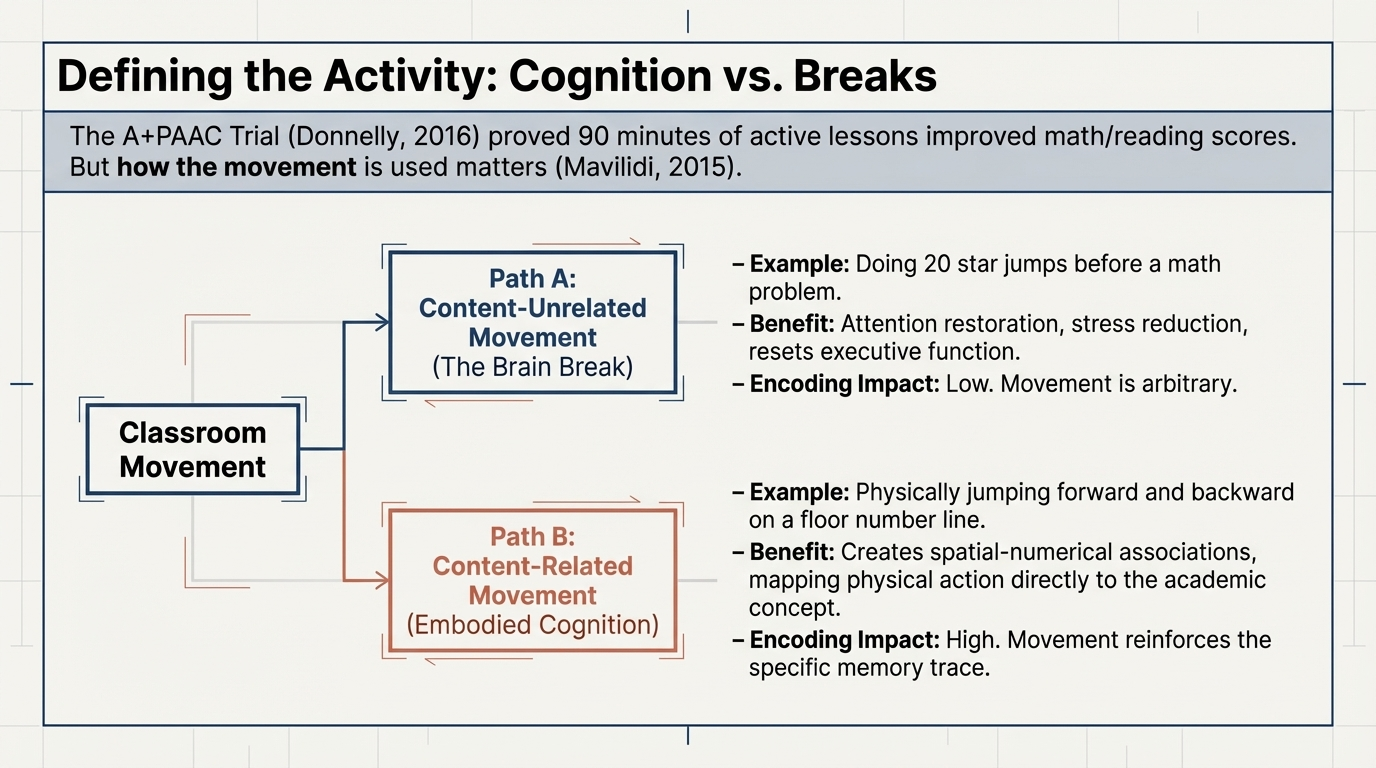 Defining the Activity: Cognition vs. Breaks
The A+PAAC Trial (Donnelly, 2016) proved 90 minutes of active lessons improved math/reading scores.
But how the movement is used matters (Mavilidi, 2015).
Classroom
Movement
Path A:
Content-Unrelated
Movement
(The Brain Break)
– Example: Doing 20 star jumps before a math
problem.
– Benefit: Attention restoration, stress reduction,
resets executive function.
– Encoding Impact: Low. Movement is arbitrary.
Path B:
Content-Related
Movement
(Embodied Cognition)
– Example: Physically jumping forward and backward
on a floor number line.
– Benefit: Creates spatial-numerical associations,
mapping physical action directly to the academic
concept.
– Encoding Impact: High. Movement reinforces the
specific memory trace.